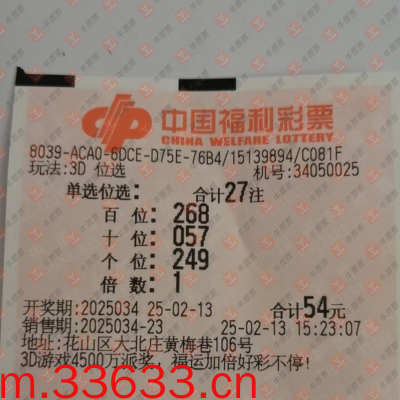 中国福利彩票
CHINA WELFARE LOTTERY
8039-ACA0-6DCE-D75E-76B4/15139894/C081F
玩法:3D 位选 机号:34050025
单选位选: 合计27注
百 位: 268
十 位: 057
个 位: 249
倍 数: 1
开奖期:2025034 25-02-13 合计54元
销售期:2025034-23 25-02-13 15:23:07
地址:花山区大北庄黄梅巷106号
3D游戏4500万派奖，福运加倍好彩不停!
m.33633.cn